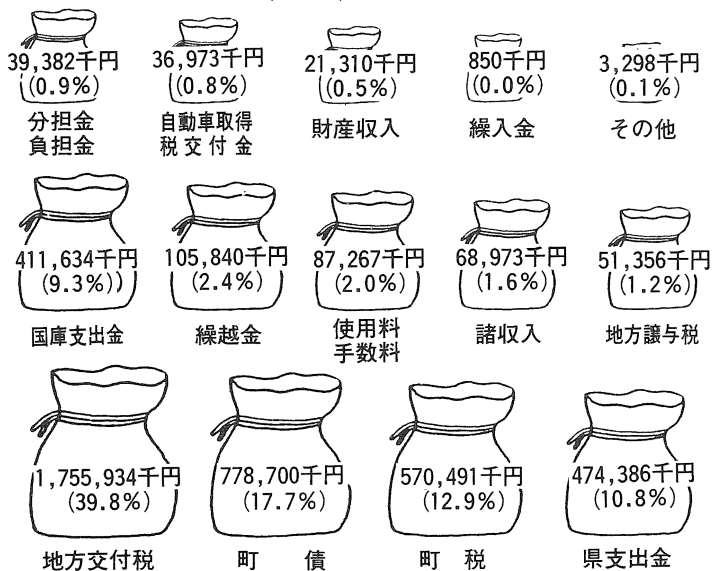 39,382千円 36,973千円 21,310千円 850千円 3,298千円
(0.9%) (0.8%) (0.5%) (0.0%) (0.1%)
分担金 自動車取得 財産収入 繰入金 その他
負担金 税交付金
411,634千円 105,840千円 87,267千円 68,973千円 51,356千円
(9.3%)) (2.4%) (2.0%) (1.6%) (1.2%)
国庫支出金 繰越金 使用料 諸収入 地方譲与税
手数料
1,755,934千円 778,700千円 570,491千円 474,386千円
(39.8%) (17.7%) (12.9%) (10.8%)
地方交付税 町債 町税 県支出金